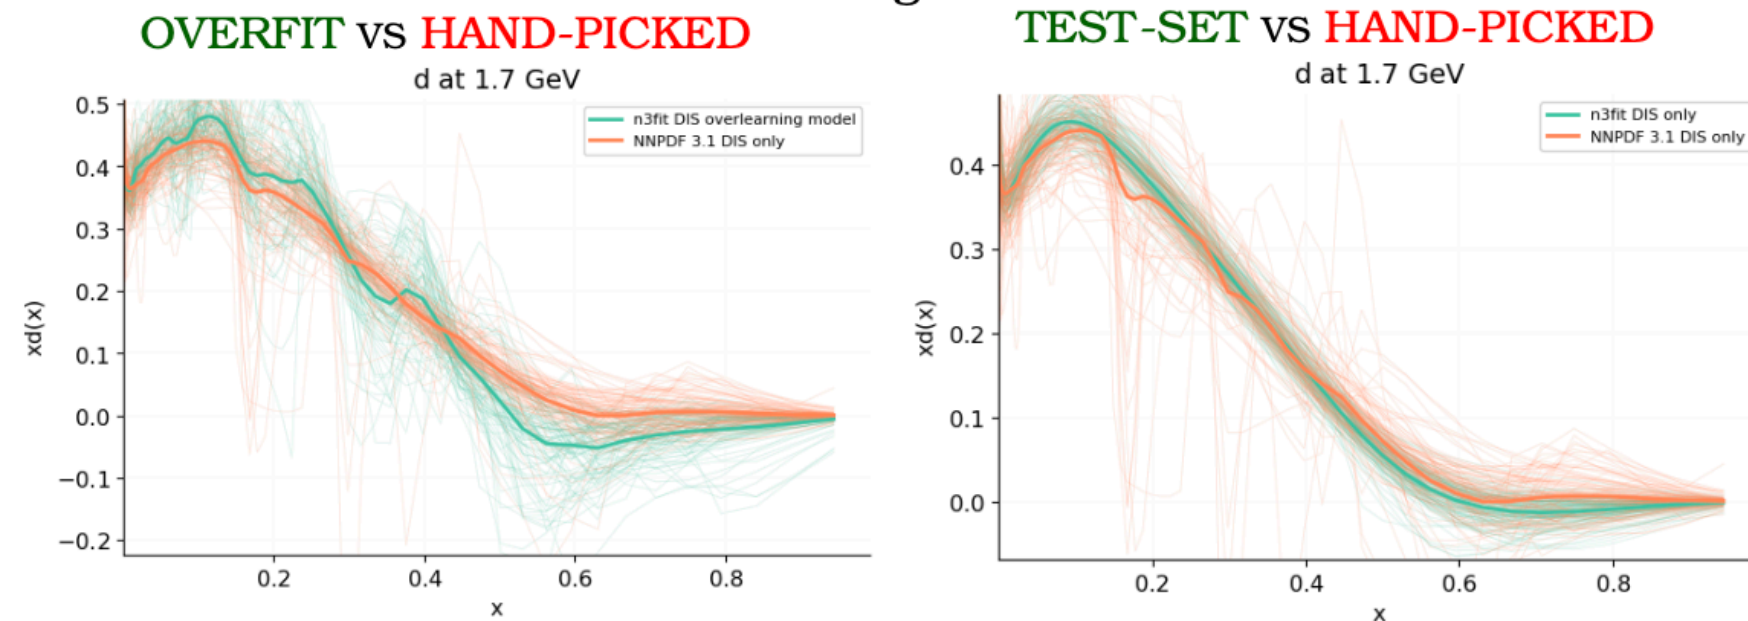 OVERFIT vs HAND-PICKED
d at 1.7 GeV
n3fit DIS overlearning model
NNPDF 3.1 DIS only
0.5
0.4
0.3
0.2
0.1
0.0
−0.1
−0.2
xd(x)
0.2 0.4 0.6 0.8
x
TEST-SET vs HAND-PICKED
d at 1.7 GeV
n3fit DIS only
NNPDF 3.1 DIS only
0.4
0.3
0.2
0.1
0.0
xd(x)
0.2 0.4 0.6 0.8
x